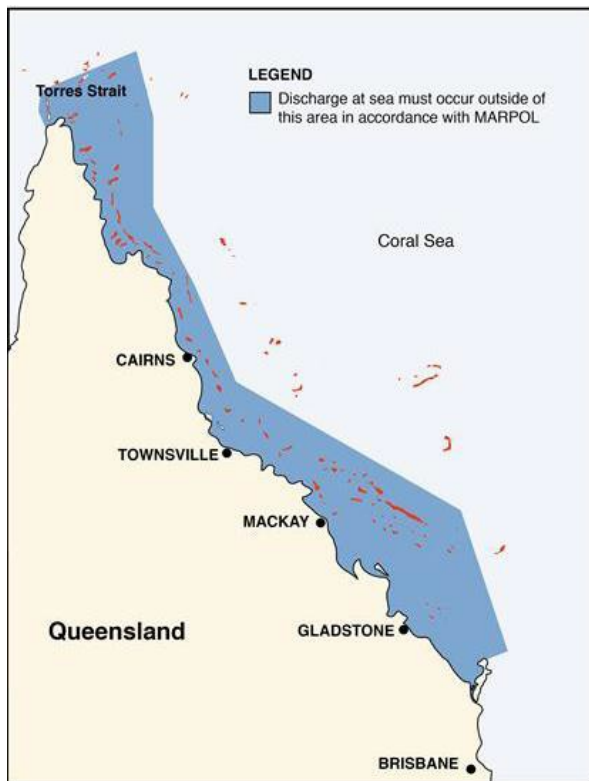 Torres Strait
LEGEND
Discharge at sea must occur outside of
this area in accordance with MARPOL
Coral Sea
CAIRNS
TOWNSVILLE
MACKAY
Queensland
GLADSTONE
BRISBANE